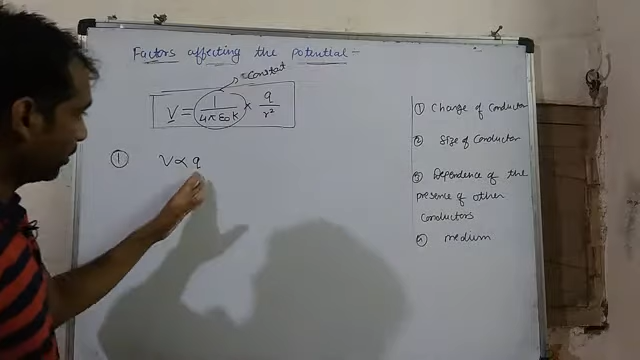 Factors affecting the potential -
constant
V = 1/4πε₀K × q/r²
① V ∝ q
① Charge of conductor
② Size of Conductor
③ Dependence of the
presence of other
Conductors
④ medium